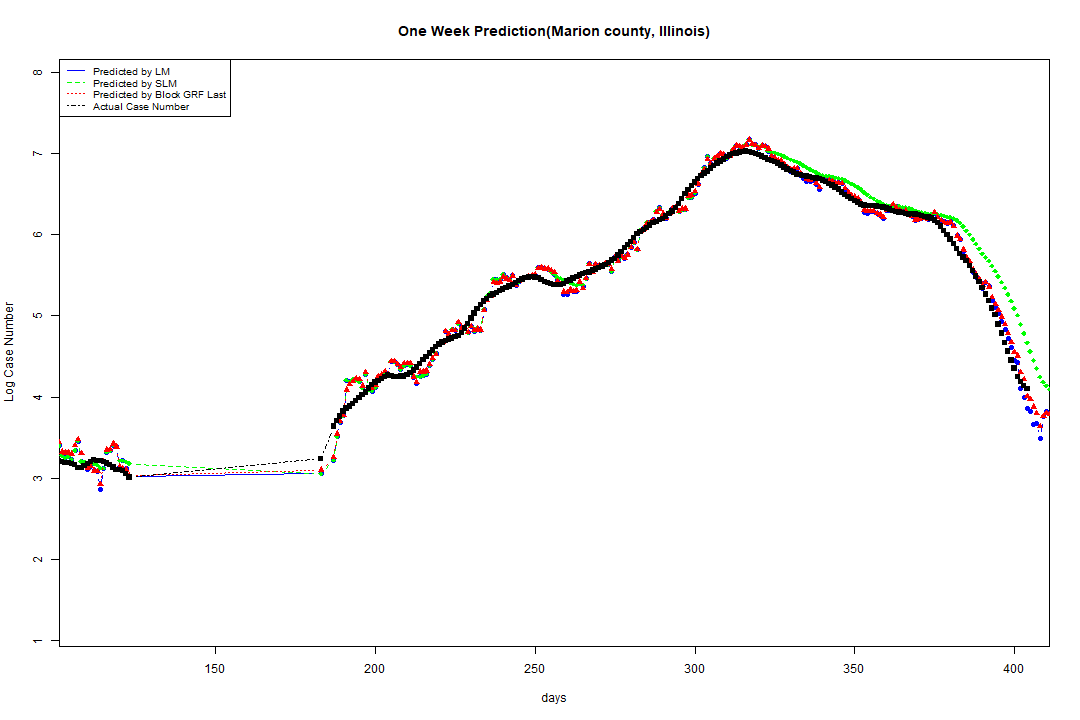 One Week Prediction(Marion county, Illinois)
Predicted by LM
Predicted by SLM
Predicted by Block GRF Last
Actual Case Number
8
7
6
5
4
3
2
1
Log Case Number
150 200 250 300 350 400
days